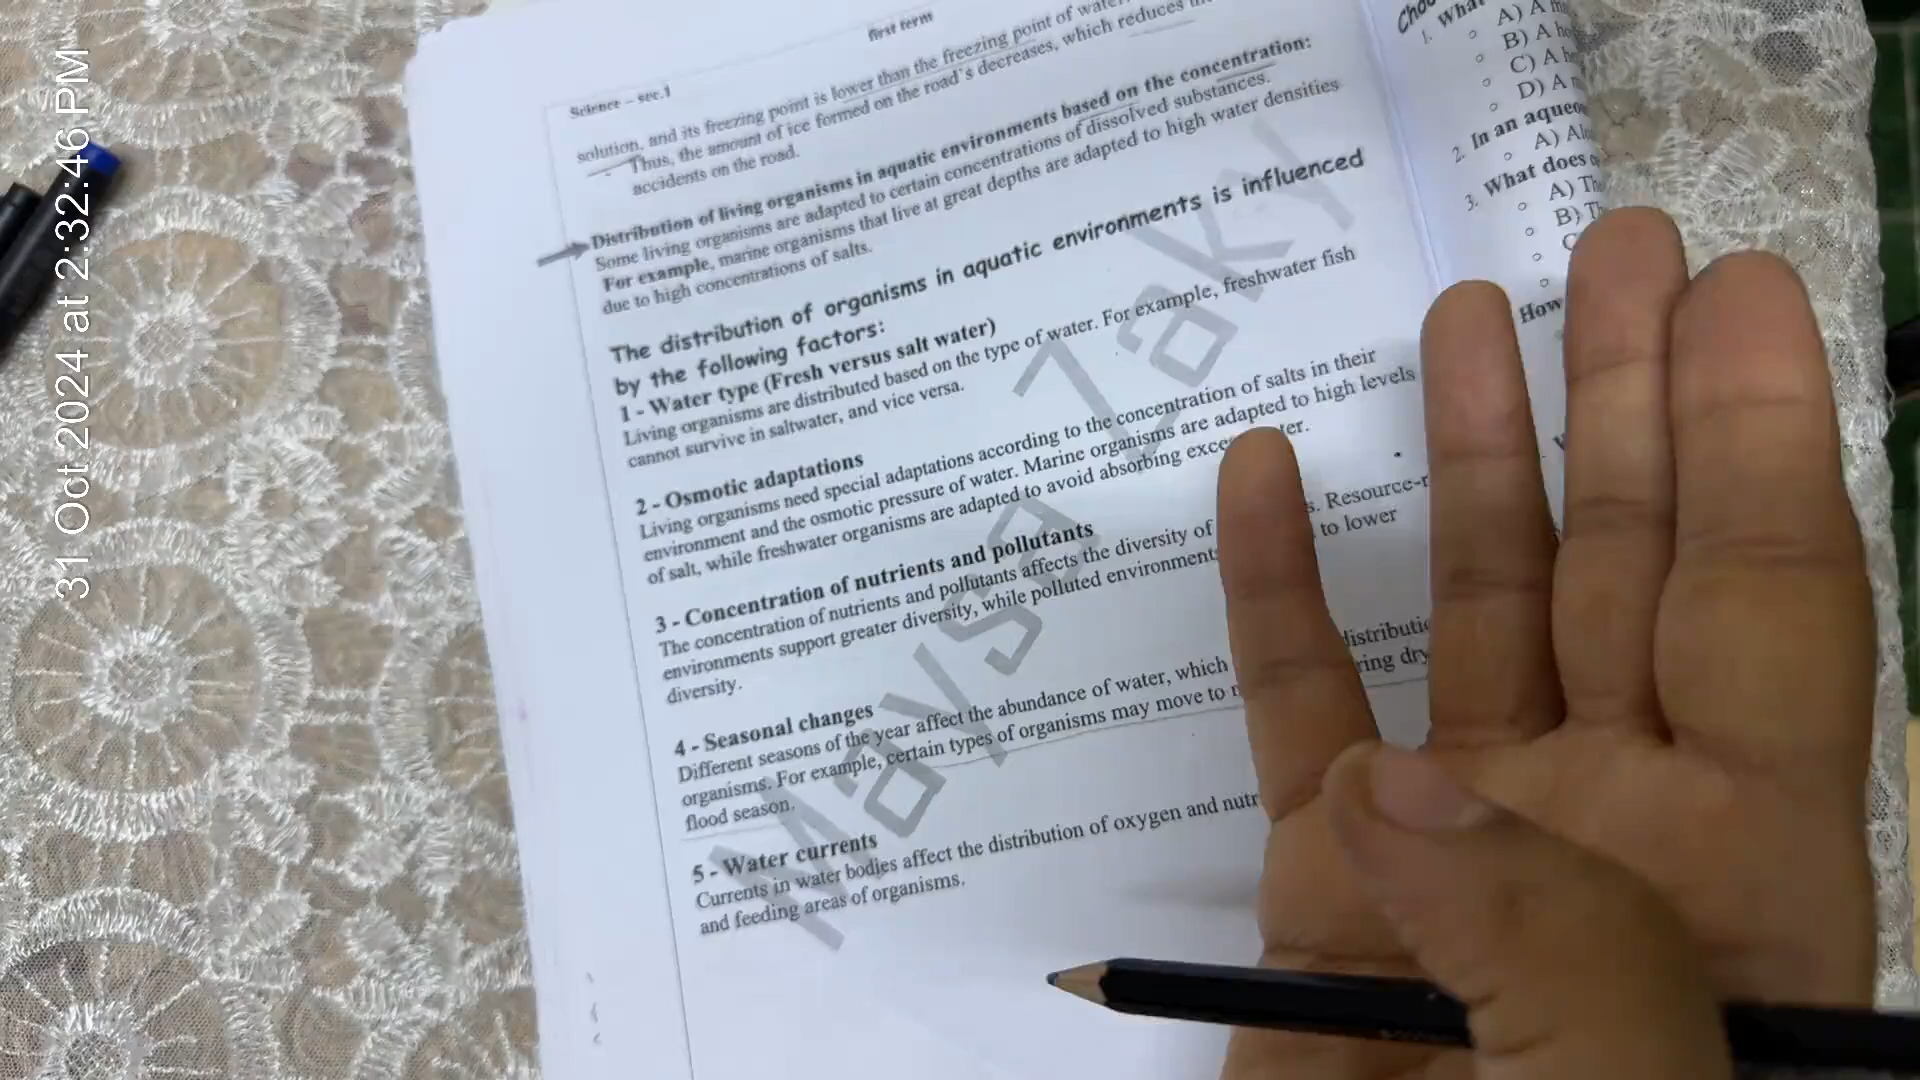 31 Oct 2024 at 2:32:46 PM
first term
Science – sec.1
solution, and its freezing point is lower than the freezing point of water
Thus, the amount of ice formed on the road's decreases, which reduces
accidents on the road.
Distribution of living organisms in aquatic environments based on the concentration:
Some living organisms are adapted to certain concentrations of dissolved substances.
For example, marine organisms that live at great depths are adapted to high water densities
due to high concentrations of salts.
The distribution of organisms in aquatic environments is influenced
by the following factors:
1 - Water type (Fresh versus salt water)
Living organisms are distributed based on the type of water. For example, freshwater fish
cannot survive in saltwater, and vice versa.
2 - Osmotic adaptations
Living organisms need special adaptations according to the concentration of salts in their
environment and the osmotic pressure of water. Marine organisms are adapted to high levels
of salt, while freshwater organisms are adapted to avoid absorbing
3 - Concentration of nutrients and pollutants
The concentration of nutrients and pollutants affects the diversity of Resource-r
environments support greater diversity, while polluted environments to lower
diversity.
4 - Seasonal changes
Different seasons of the year affect the abundance of water, which
organisms. For example, certain types of organisms may move to dry
flood season.
5 - Water currents
Currents in water bodies affect the distribution of oxygen and nutr
and feeding areas of organisms.
Maysa Zaky
1. What
A) A
B) A
C) A
D) A
2. In an aqueo
A)
3. What does
A) Th
B) Th
C
How